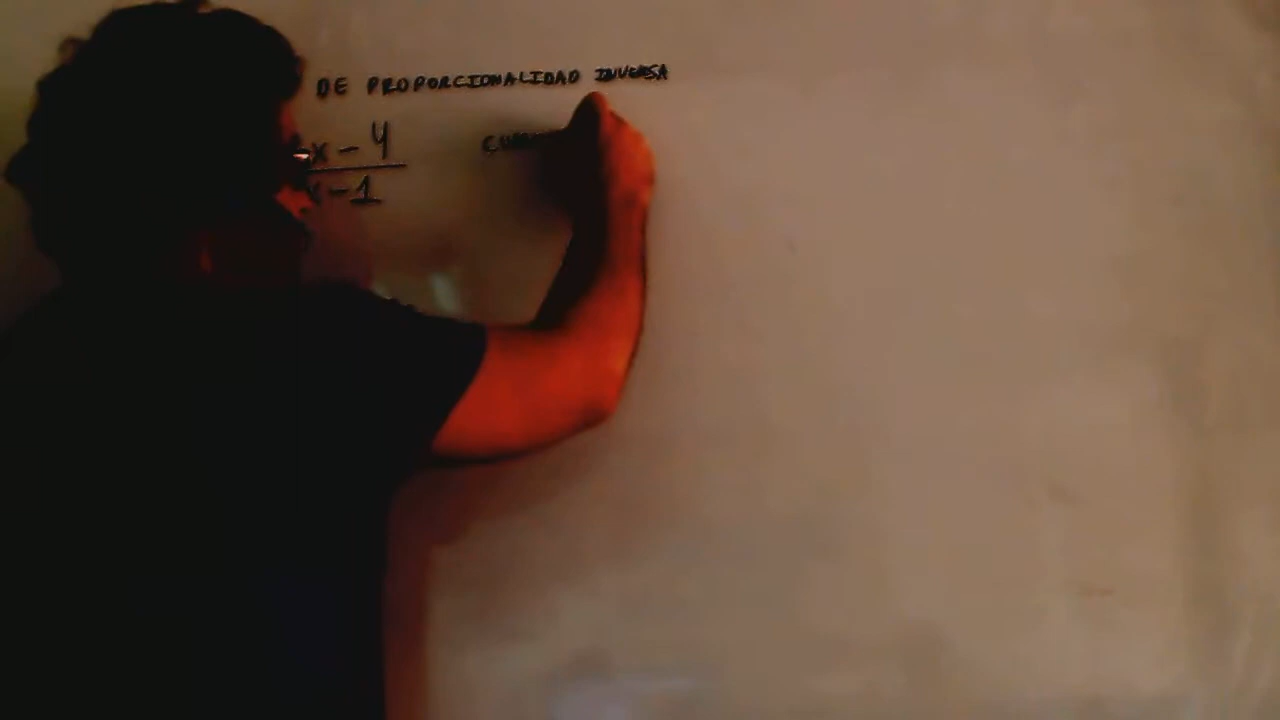 DE PROPORCIONALIDAD INVERSA
x - 4
x - 1